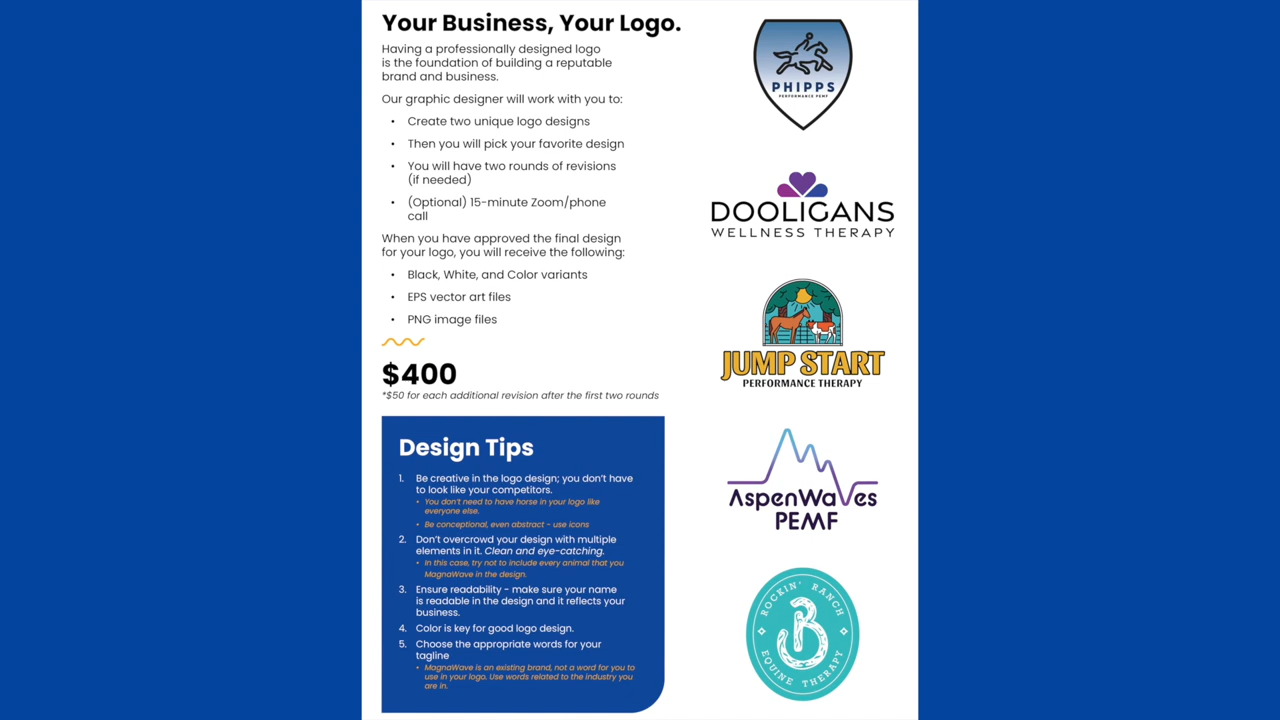 Your Business, Your Logo.
Having a professionally designed logo
is the foundation of building a reputable
brand and business.
Our graphic designer will work with you to:
• Create two unique logo designs
• Then you will pick your favorite design
• You will have two rounds of revisions
(if needed)
• (Optional) 15-minute Zoom/phone
call
When you have approved the final design
for your logo, you will receive the following:
• Black, White, and Color variants
• EPS vector art files
• PNG image files
$400
*$50 for each additional revision after the first two rounds
Design Tips
1. Be creative in the logo design; you don't have
to look like your competitors.
• You don't need to have horse in your logo like
everyone else.
• Be conceptional, even abstract - use icons
2. Don't overcrowd your design with multiple
elements in it. Clean and eye-catching.
• In this case, try not to include every animal that you
MagnaWave in the design.
3. Ensure readability - make sure your name
is readable in the design and it reflects your
business.
4. Color is key for good logo design.
5. Choose the appropriate words for your
tagline
• MagnaWave is an existing brand, not a word for you to
use in your logo. Use words related to the industry you
are in.
PHIPPS
PERFORMANCE PEMF
DOOLIGANS
WELLNESS THERAPY
JUMP START
PERFORMANCE THERAPY
AspenWaves
PEMF
ROCKIN' RANCH
B
EQUINE THERAPY